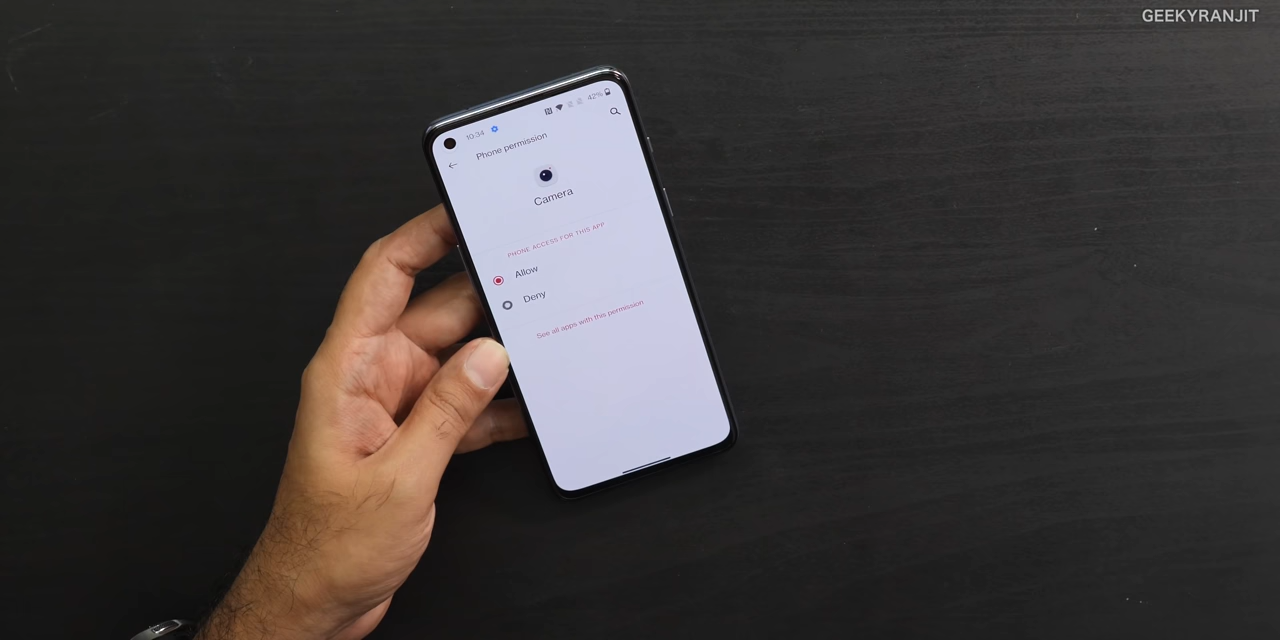 GEEKYRANJIT
10:34
42%
Phone permission
Camera
PHONE ACCESS FOR THIS APP
Allow
Deny
See all apps with this permission